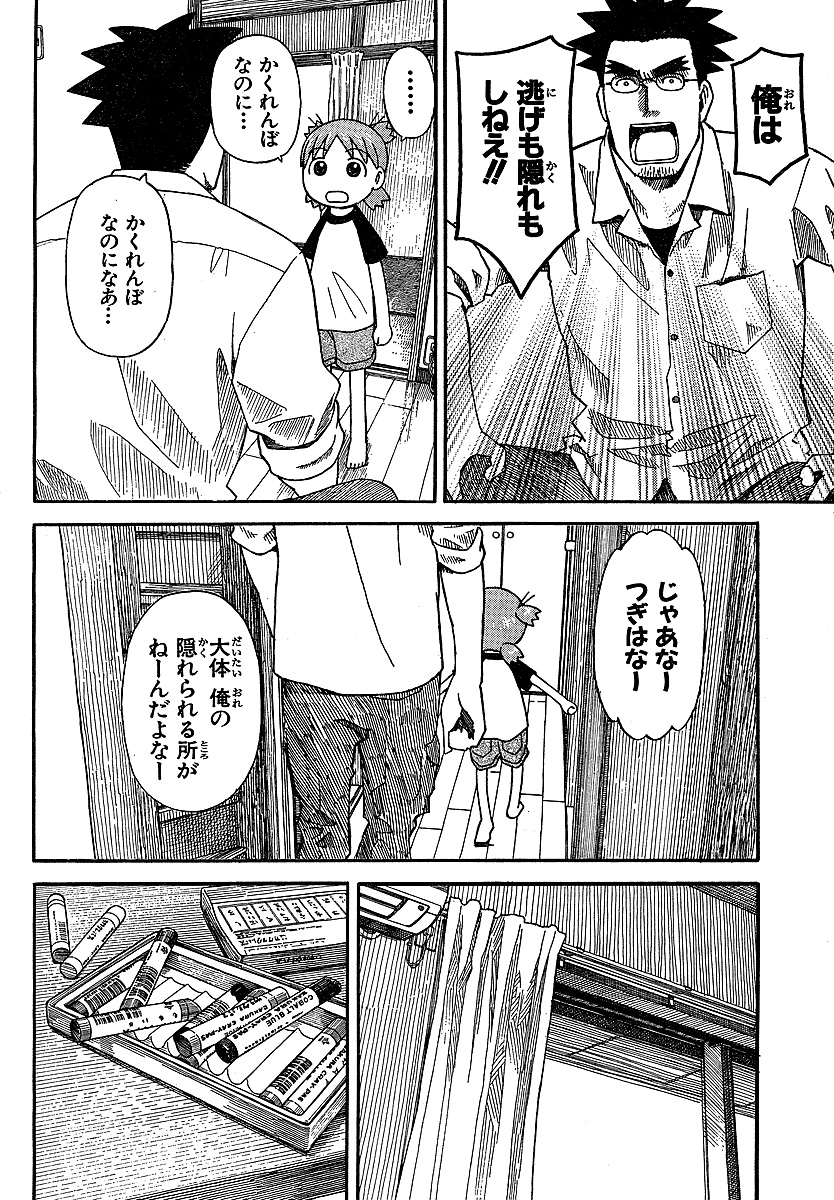 俺は
逃げも隠れも
しねえ!!
……
かくれんぼ
なのに…
かくれんぼ
なのになあ…
じゃあなー
つぎはなー
大体 俺の
隠れられる所が
ねーんだよなー
COBALT BLUE
SAKURA CRAY-PAS